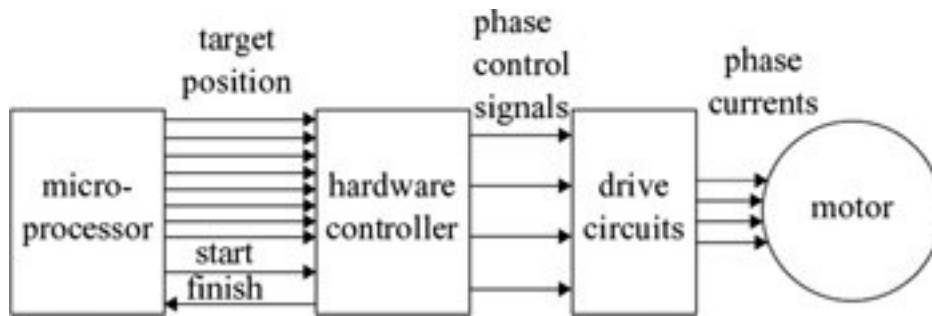 target
position
phase
control
signals
phase
currents
micro-
processor
start
finish
hardware
controller
drive
circuits
motor